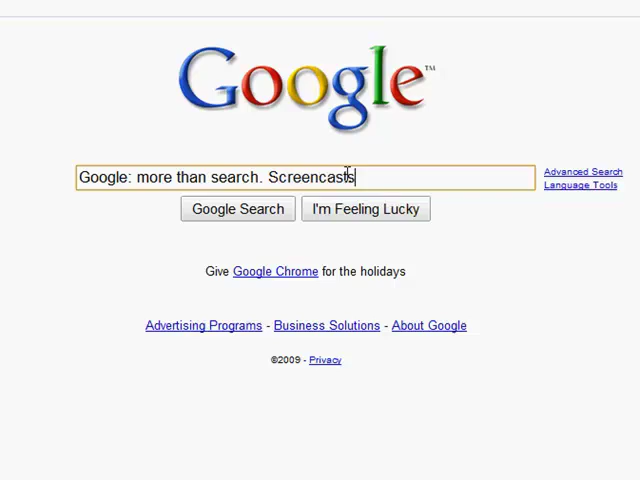 Google™
Google: more than search. Screencasts
Advanced Search
Language Tools
Google Search I'm Feeling Lucky
Give Google Chrome for the holidays
Advertising Programs - Business Solutions - About Google
©2009 - Privacy